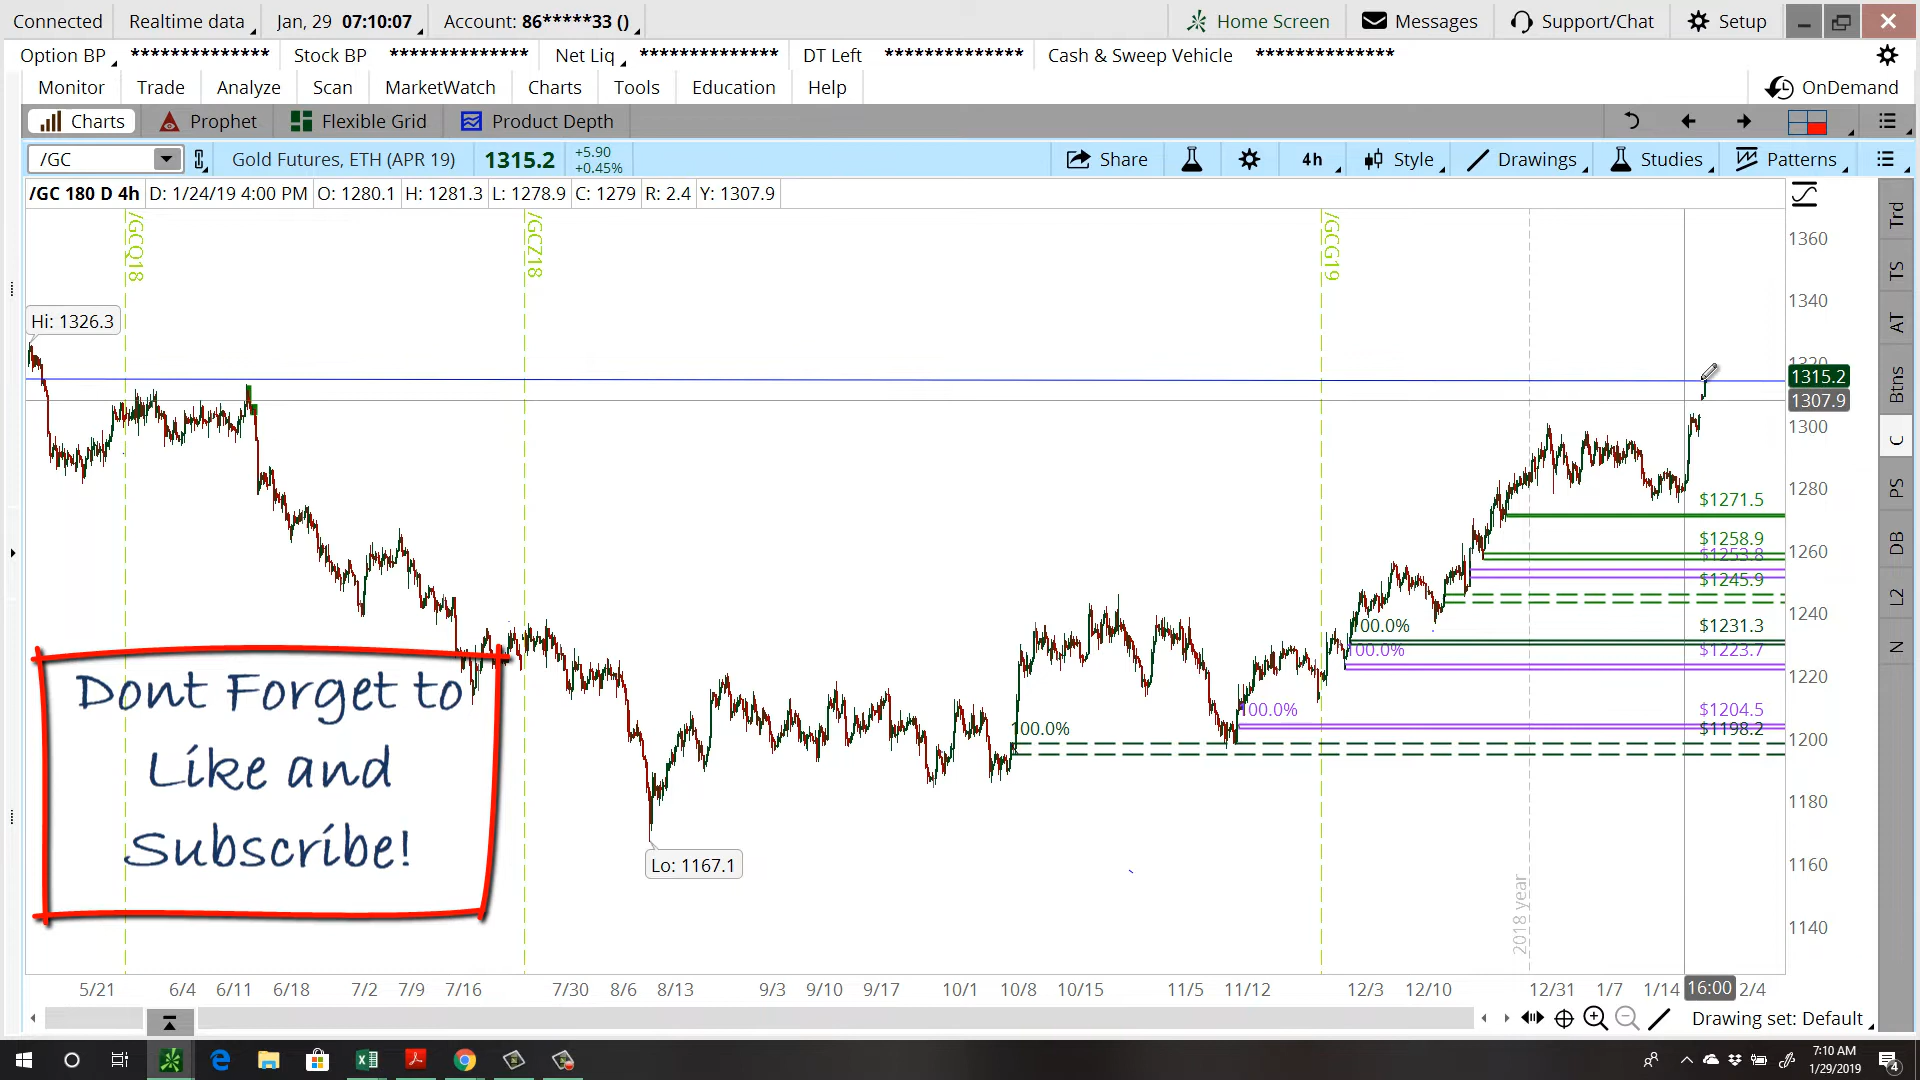 Connected Realtime data Jan, 29 07:10:07 Account: 86*****33 () Home Screen Messages Support/Chat Setup
Option BP ************** Stock BP ************** Net Liq ************** DT Left ************** Cash & Sweep Vehicle **************
Monitor Trade Analyze Scan MarketWatch Charts Tools Education Help OnDemand
Charts Prophet Flexible Grid Product Depth
/GC Gold Futures, ETH (APR 19) 1315.2 +5.90 +0.45% Share 4h Style Drawings Studies Patterns
/GC 180 D 4h D: 1/24/19 4:00 PM O: 1280.1 H: 1281.3 L: 1278.9 C: 1279 R: 2.4 Y: 1307.9
/GCQ18 /GCZ18 /GCG19
Trd
TS
AT
Btns
C
PS
DB
L2
N
1360
1340
1320
1315.2
1307.9
1300
1280
1260
1240
1220
1200
1180
1160
1140
Hi: 1326.3
$1271.5
$1258.9
$1253.8
$1245.9
100.0% $1231.3
100.0% $1223.7
100.0% $1204.5
100.0% $1198.2
Dont Forget to
Like and
Subscribe!
Lo: 1167.1
2018 year
5/21 6/4 6/11 6/18 7/2 7/9 7/16 7/30 8/6 8/13 9/3 9/10 9/17 10/1 10/8 10/15 11/5 11/12 12/3 12/10 12/31 1/7 1/14 16:00 2/4
Drawing set: Default
7:10 AM
1/29/2019
4